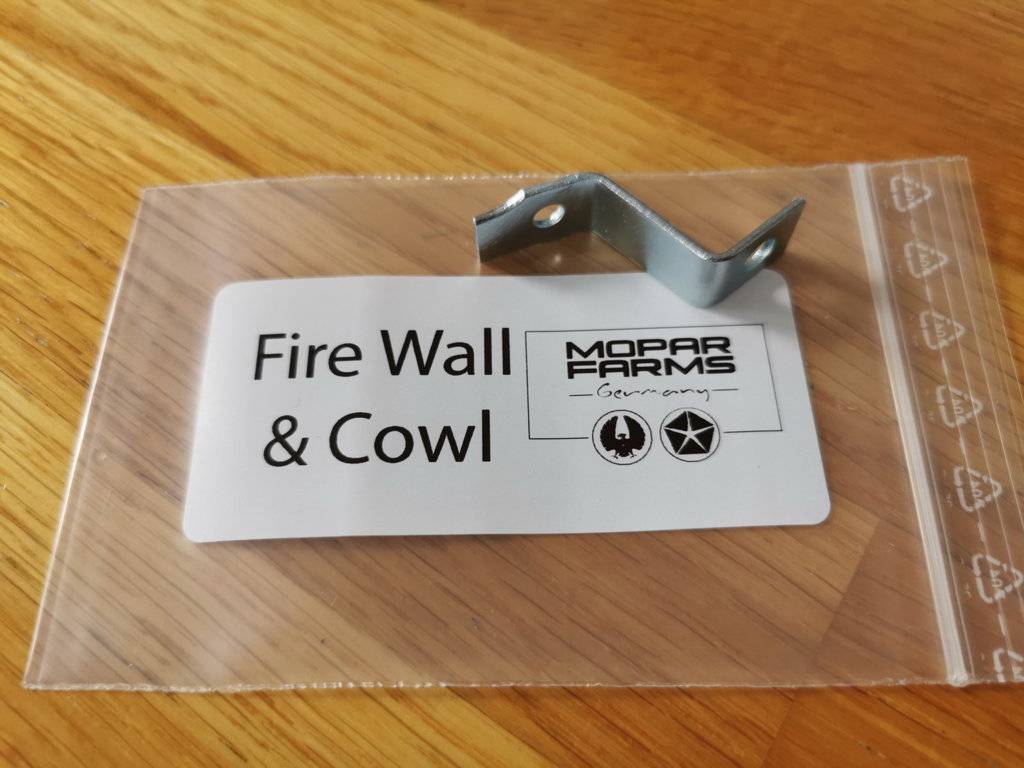 Fire Wall
& Cowl
MOPAR
FARMS
Germany